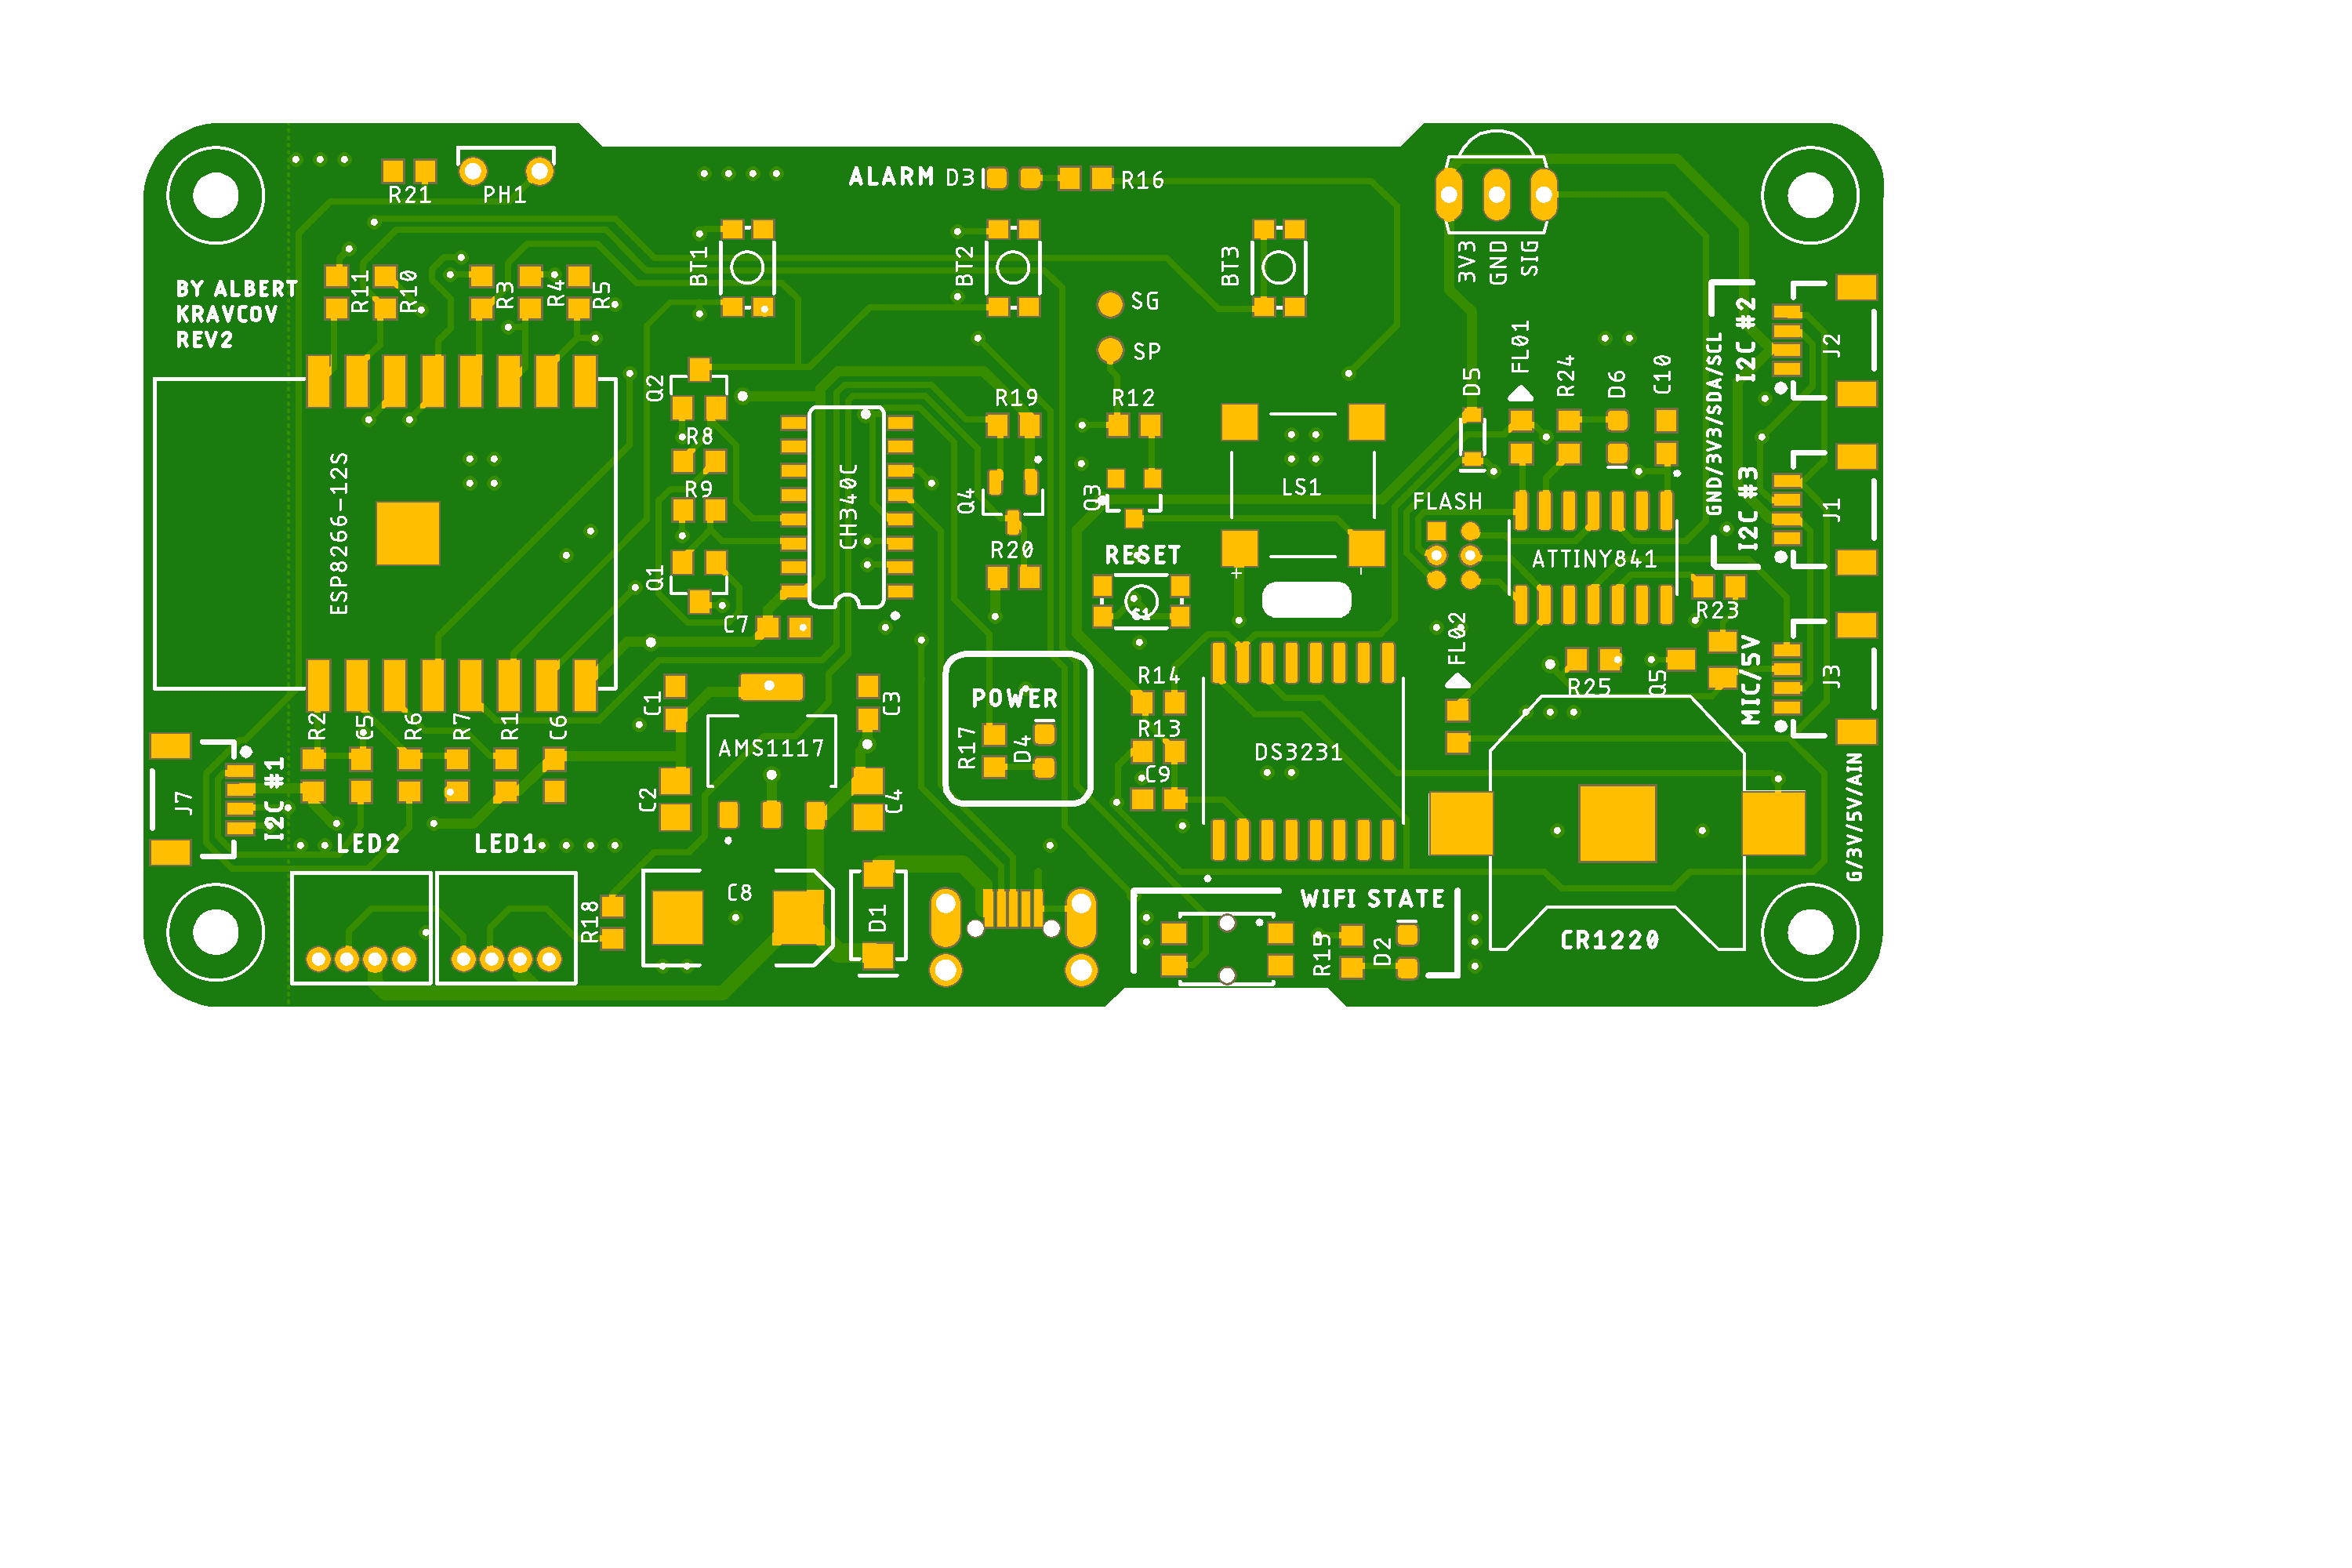 R21
PH1
ALARM D3
R16
BT1
BT2
BT3
3V3
GND
SIG
BY ALBERT
KRAVCOV
REV2
R11
R10
R3
R4
R5
SG
SP
FL01
GND/3V3/SDA/SCL
I2C #2
J2
Q2
R8
R9
Q1
C7
CH340C
R19
R12
Q4
Q3
R20
LS1
+
-
D5
R24
D6
C10
FLASH
ATTINY841
I2C #3
J1
ESP8266-12S
RESET
S1
R23
FL02
R25
Q5
MIC/5V
J3
R2
C5
R6
R7
R1
C6
C1
C3
AMS1117
C2
C4
POWER
R17
D4
R14
R13
C9
DS3231
J7
I2C #1
LED2
LED1
G/3V/5V/AIN
R18
C8
D1
WIFI STATE
R15
D2
CR1220